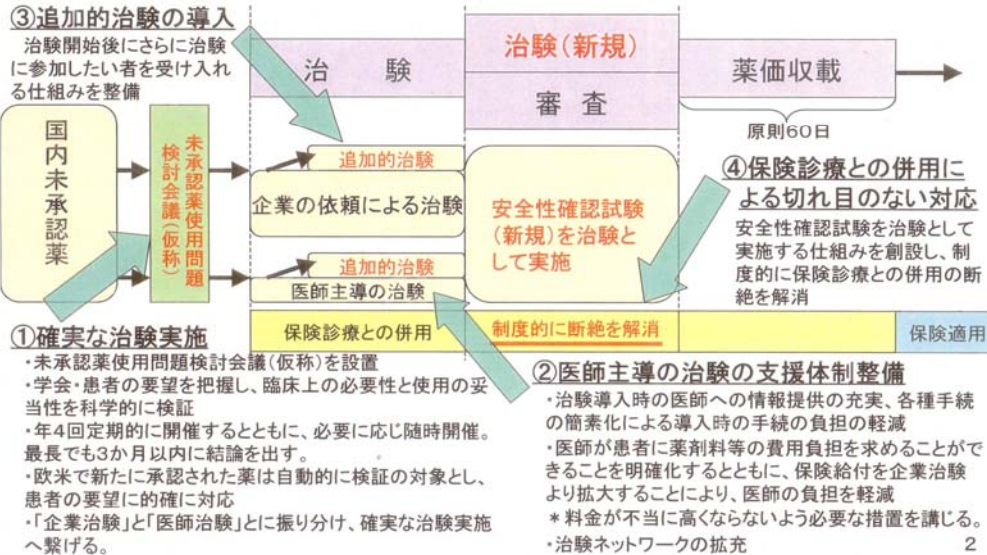 ③追加的治験の導入
治験開始後にさらに治験
に参加したい者を受け入れ
る仕組みを整備
治 験
治験(新規)
審 査
薬価収載
原則60日
国内未承認薬
未承認薬使用問題
検討会議(仮称)
追加的治験
企業の依頼による治験
追加的治験
医師主導の治験
安全性確認試験
(新規)を治験と
して実施
④保険診療との併用に
よる切れ目のない対応
安全性確認試験を治験として
実施する仕組みを創設し、制
度的に保険診療との併用の断
絶を解消
保険診療との併用
制度的に断絶を解消
保険適用
①確実な治験実施
・未承認薬使用問題検討会議(仮称)を設置
・学会・患者の要望を把握し、臨床上の必要性と使用の妥
当性を科学的に検証
・年4回定期的に開催するとともに、必要に応じ随時開催。
最長でも3か月以内に結論を出す。
・欧米で新たに承認された薬は自動的に検証の対象とし、
患者の要望に的確に対応
・「企業治験」と「医師治験」とに振り分け、確実な治験実施
へ繋げる。
②医師主導の治験の支援体制整備
・治験導入時の医師への情報提供の充実、各種手続
の簡素化による導入時の手続の負担の軽減
・医師が患者に薬剤料等の費用負担を求めることがで
きることを明確化するとともに、保険給付を企業治験
より拡大することにより、医師の負担を軽減
＊料金が不当に高くならないよう必要な措置を講じる。
・治験ネットワークの拡充
2